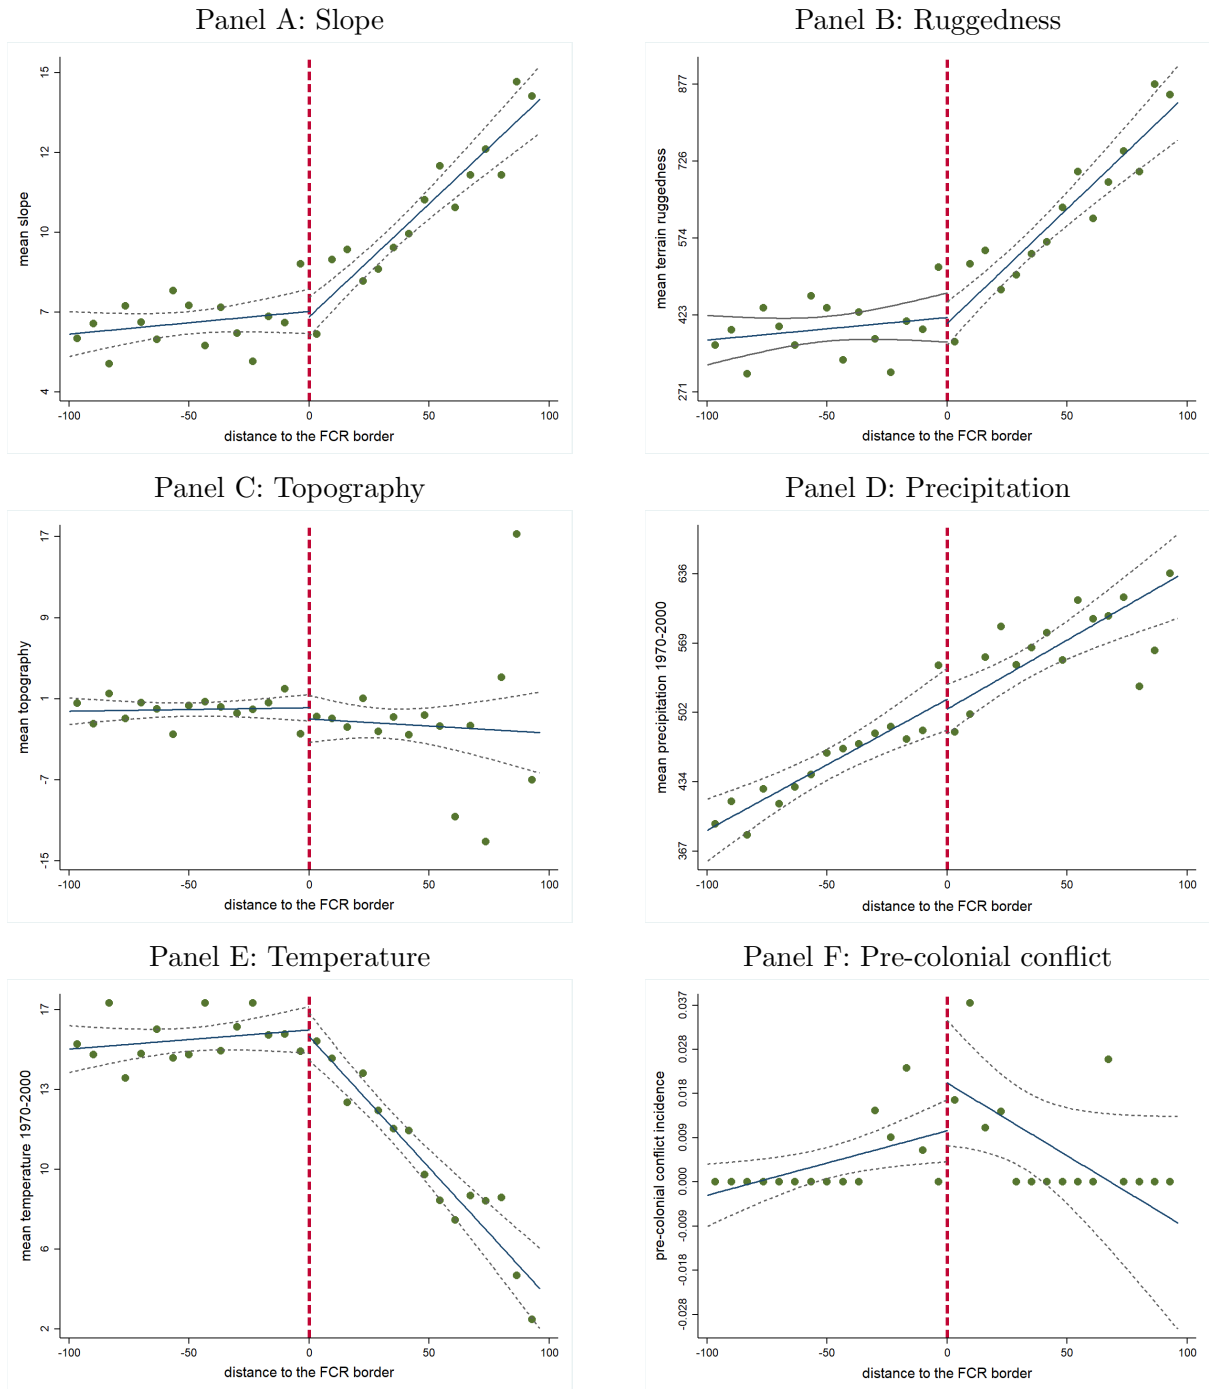 Panel A: Slope
mean slope
15
12
10
7
4
-100 -50 0 50 100
distance to the FCR border
Panel B: Ruggedness
mean terrain ruggedness
877
726
574
423
271
-100 -50 0 50 100
distance to the FCR border
Panel C: Topography
mean topography
17
9
1
-7
-15
-100 -50 0 50 100
distance to the FCR border
Panel D: Precipitation
mean precipitation 1970-2000
636
569
502
434
367
-100 -50 0 50 100
distance to the FCR border
Panel E: Temperature
mean temperature 1970-2000
17
13
10
6
2
-100 -50 0 50 100
distance to the FCR border
Panel F: Pre-colonial conflict
pre-colonial conflict incidence
0.037
0.028
0.018
0.009
0.000
-0.009
-0.018
-0.028
-100 -50 0 50 100
distance to the FCR border